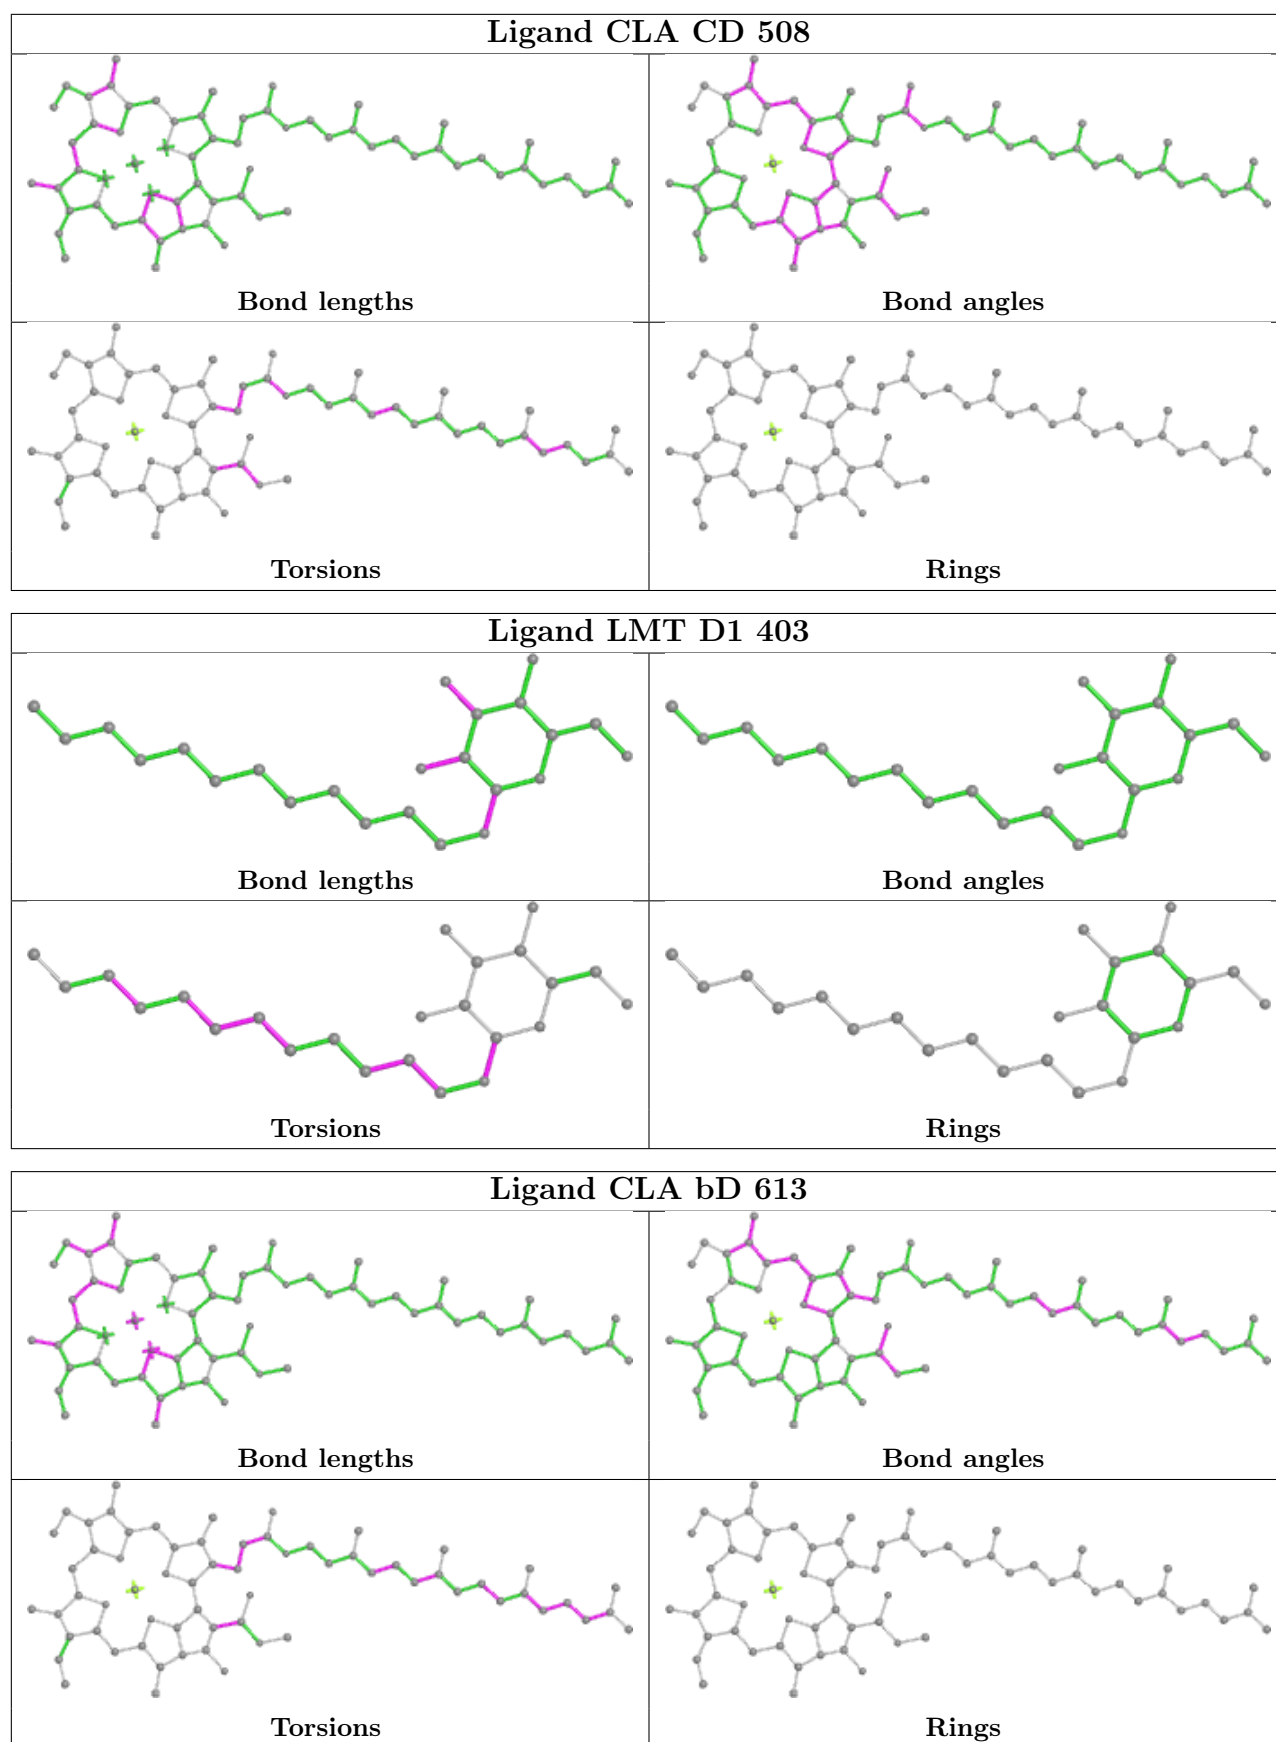 Ligand CLA CD 508
Bond lengths
Bond angles
Torsions
Rings
Ligand LMT D1 403
Bond lengths
Bond angles
Torsions
Rings
Ligand CLA bD 613
Bond lengths
Bond angles
Torsions
Rings